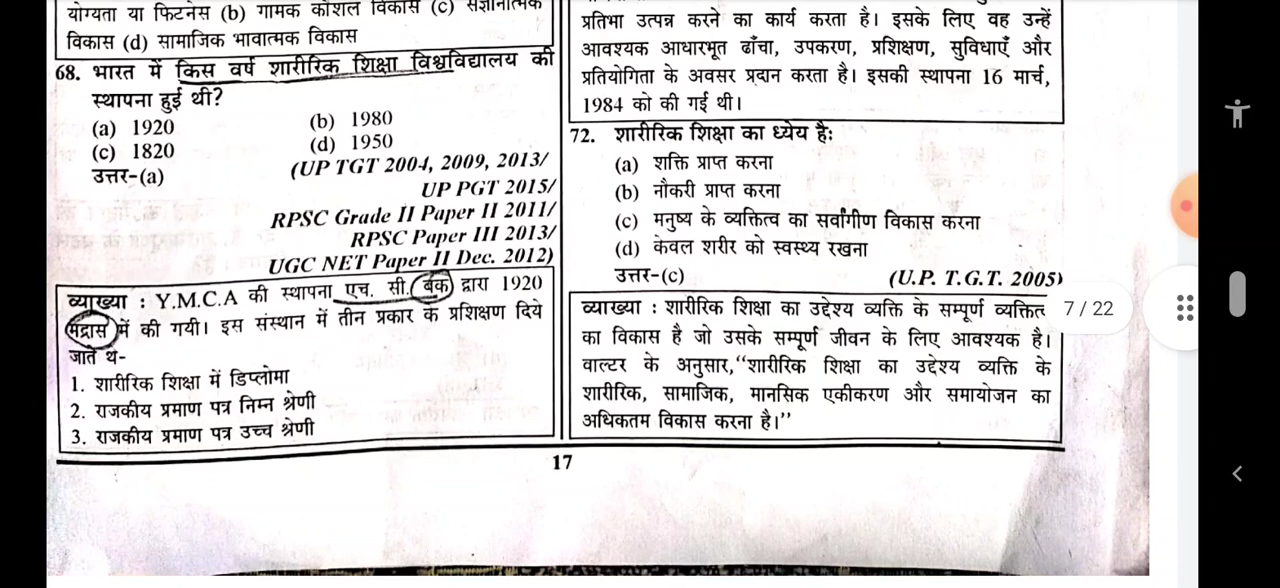 योग्यता या फिटनेस (b) गामक कौशल विकास (c) संज्ञानात्मक
विकास (d) सामाजिक भावात्मक विकास
68. भारत में किस वर्ष शारीरिक शिक्षा विश्वविद्यालय की
स्थापना हुई थी?
(a) 1920 (b) 1980
(c) 1820 (d) 1950
उत्तर-(a) (UP TGT 2004, 2009, 2013/
UP PGT 2015/
RPSC Grade II Paper II 2011/
RPSC Paper III 2013/
UGC NET Paper II Dec. 2012)
व्याख्या : Y.M.C.A की स्थापना एच. सी. बक द्वारा 1920
मद्रास में की गयी। इस संस्थान में तीन प्रकार के प्रशिक्षण दिये
जाते थे-
1. शारीरिक शिक्षा में डिप्लोमा
2. राजकीय प्रमाण पत्र निम्न श्रेणी
3. राजकीय प्रमाण पत्र उच्च श्रेणी
प्रतिभा उत्पन्न करने का कार्य करता है। इसके लिए वह उन्हें
आवश्यक आधारभूत ढाँचा, उपकरण, प्रशिक्षण, सुविधाएँ और
प्रतियोगिता के अवसर प्रदान करता है। इसकी स्थापना 16 मार्च,
1984 को की गई थी।
72. शारीरिक शिक्षा का ध्येय है:
(a) शक्ति प्राप्त करना
(b) नौकरी प्राप्त करना
(c) मनुष्य के व्यक्तित्व का सर्वांगीण विकास करना
(d) केवल शरीर को स्वस्थ्य रखना
उत्तर-(c) (U.P. T.G.T. 2005)
व्याख्या : शारीरिक शिक्षा का उद्देश्य व्यक्ति के सम्पूर्ण व्यक्तित
का विकास है जो उसके सम्पूर्ण जीवन के लिए आवश्यक है।
वाल्टर के अनुसार,“शारीरिक शिक्षा का उद्देश्य व्यक्ति के
शारीरिक, सामाजिक, मानसिक एकीकरण और समायोजन का
अधिकतम विकास करना है।”
7 / 22
17